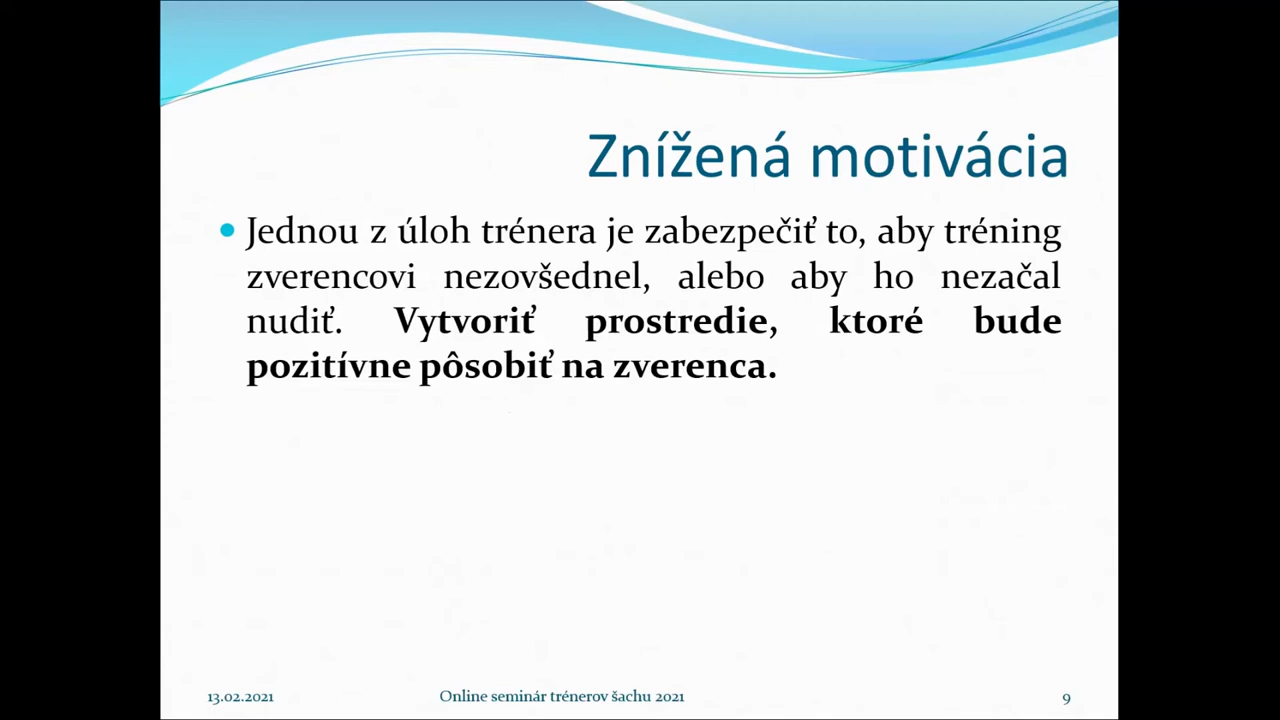 Znížená motivácia
Jednou z úloh trénera je zabezpečiť to, aby tréning
zverencovi nezovšednel, alebo aby ho nezačal
nudiť. Vytvoriť prostredie, ktoré bude
pozitívne pôsobiť na zverenca.
13.02.2021
Online seminár trénerov šachu 2021
9